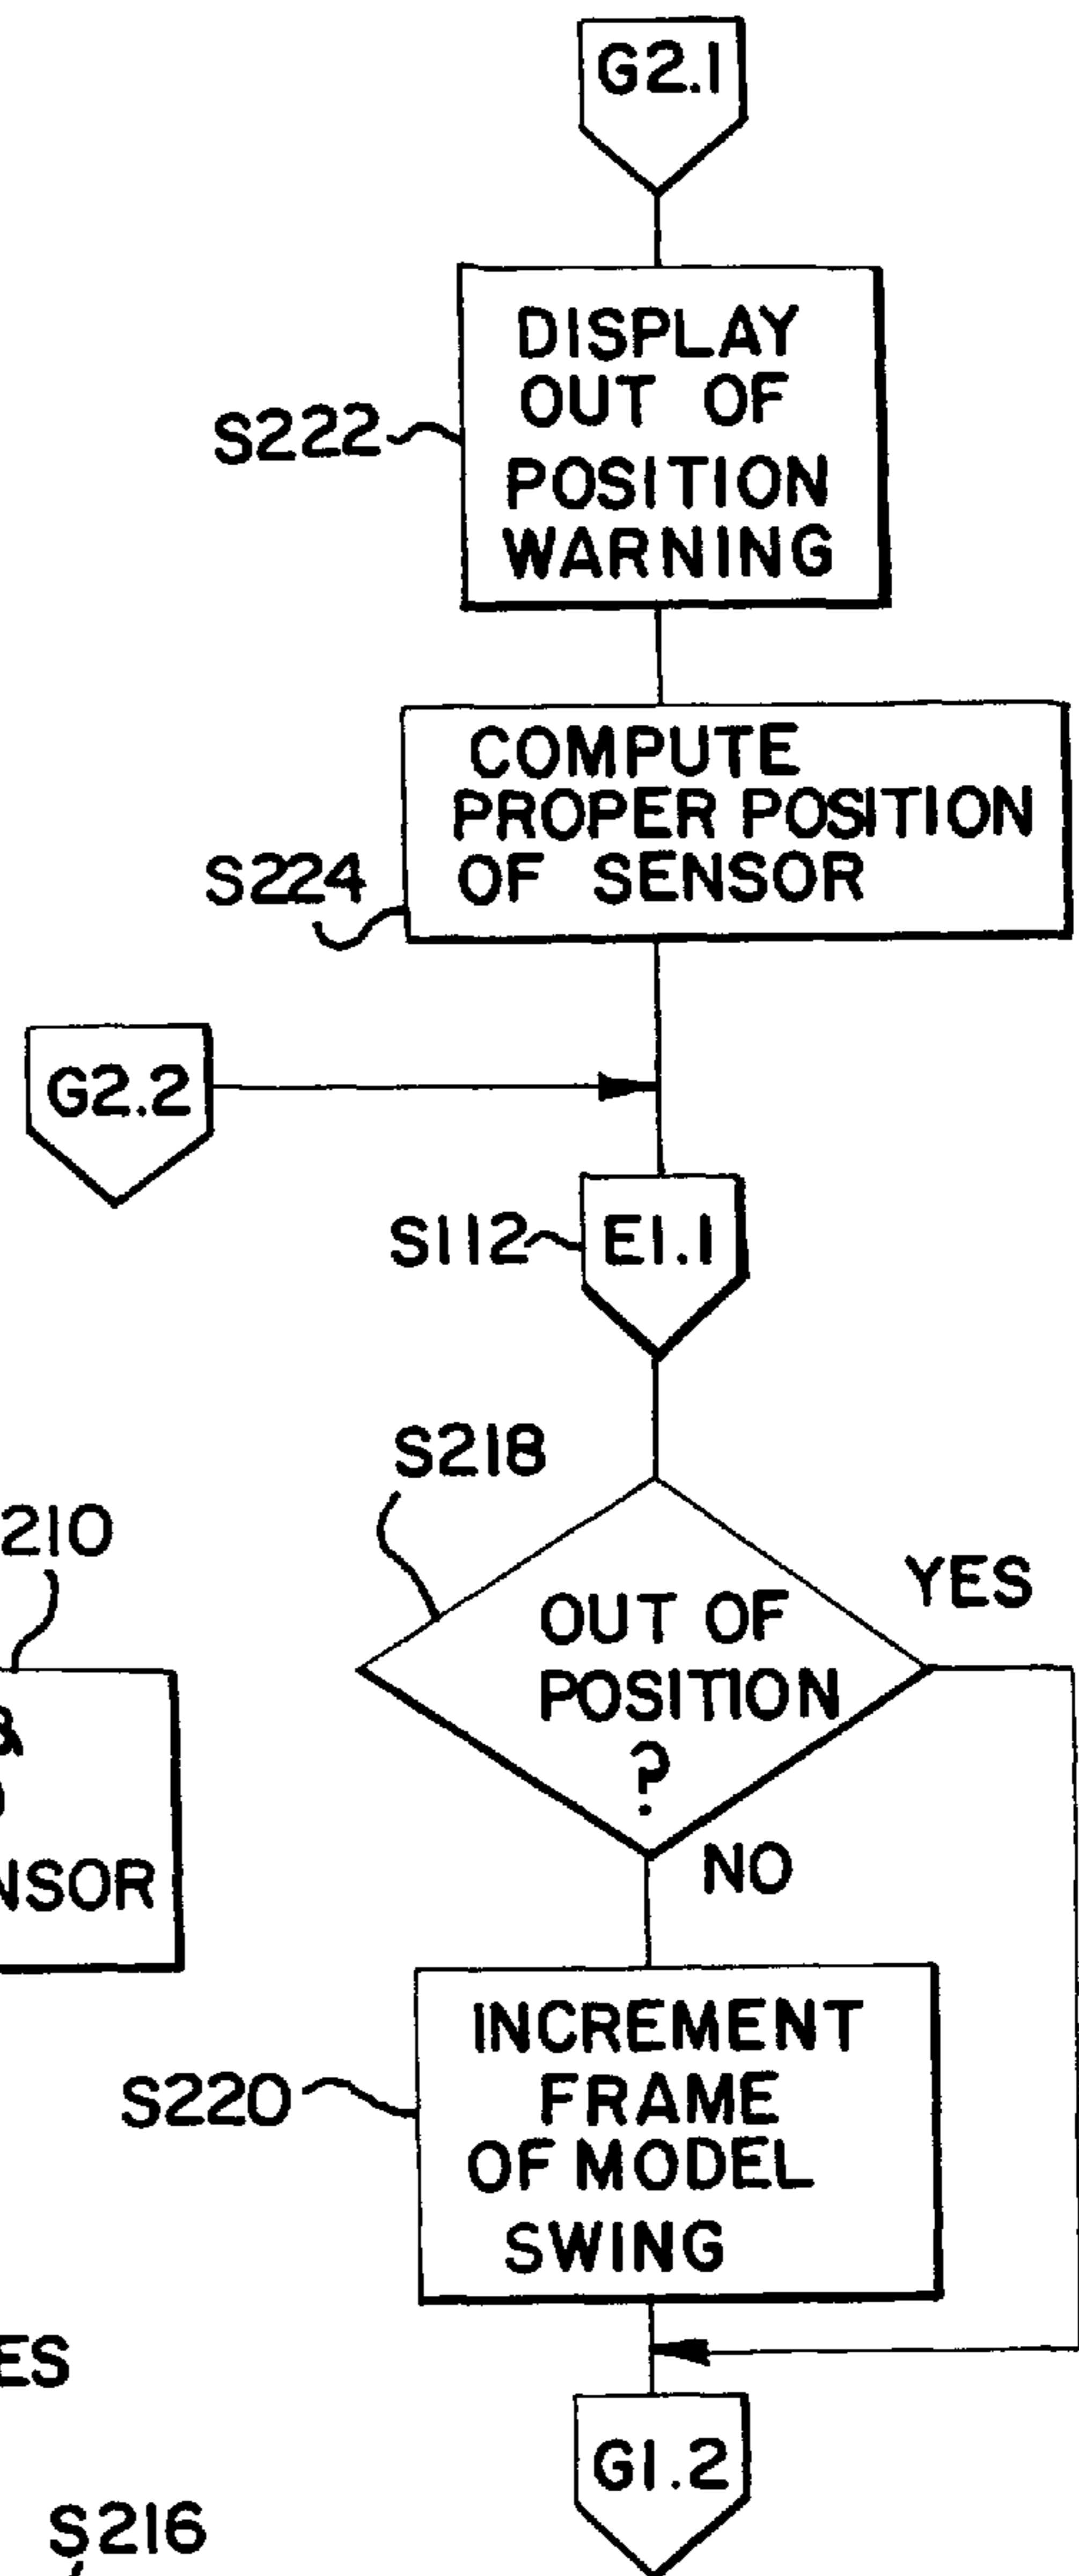 G2.1
DISPLAY
OUT OF
POSITION
WARNING
S222
COMPUTE
PROPER POSITION
OF SENSOR
S224
G2.2
S112
E1.1
S218
OUT OF
POSITION
?
YES
NO
210
NSOR
INCREMENT
FRAME
OF MODEL
SWING
S220
ES
G1.2
S216